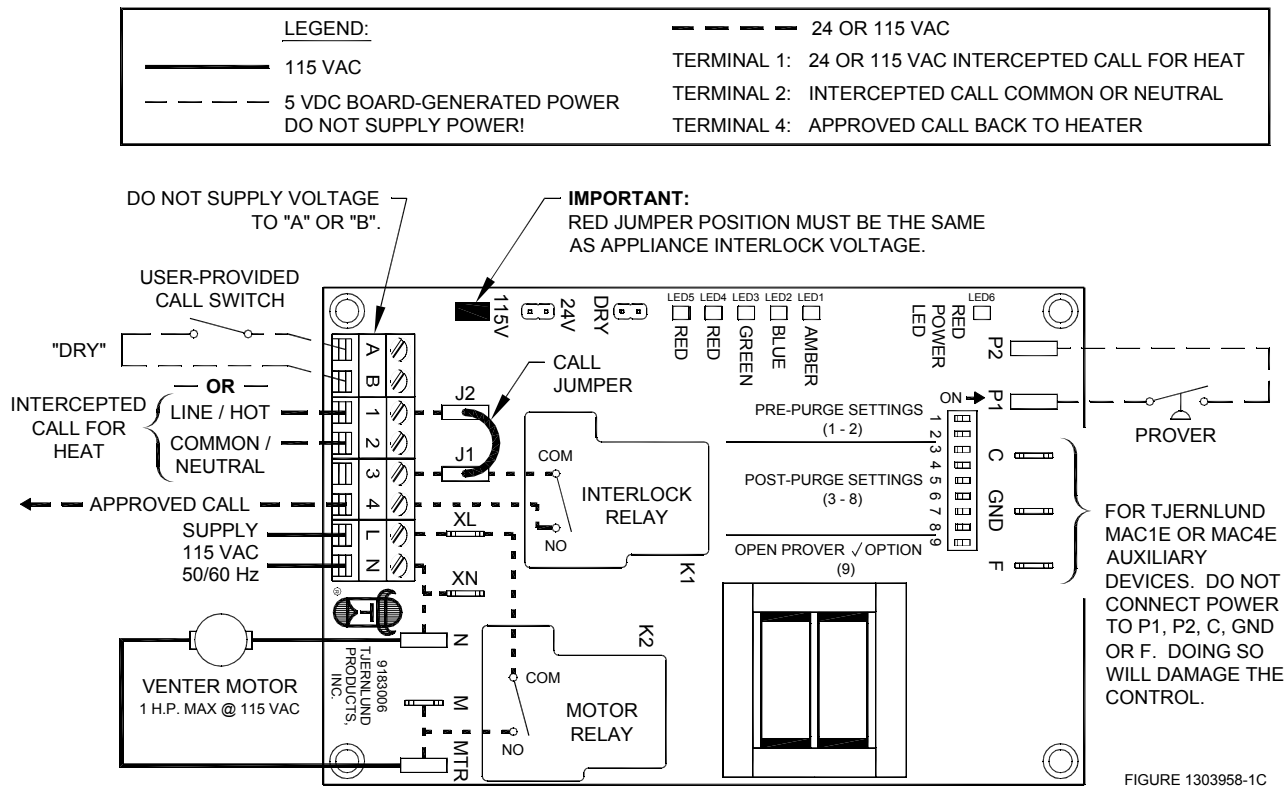 LEGEND:
115 VAC
5 VDC BOARD-GENERATED POWER
DO NOT SUPPLY POWER!
24 OR 115 VAC
TERMINAL 1: 24 OR 115 VAC INTERCEPTED CALL FOR HEAT
TERMINAL 2: INTERCEPTED CALL COMMON OR NEUTRAL
TERMINAL 4: APPROVED CALL BACK TO HEATER
DO NOT SUPPLY VOLTAGE
TO "A" OR "B".
IMPORTANT:
RED JUMPER POSITION MUST BE THE SAME
AS APPLIANCE INTERLOCK VOLTAGE.
USER-PROVIDED
CALL SWITCH
"DRY"
OR
INTERCEPTED
CALL FOR
HEAT
LINE / HOT
COMMON /
NEUTRAL
APPROVED CALL
SUPPLY
115 VAC
50/60 Hz
A
B
1
2
3
4
L
N
115V
24V
DRY
LED5
LED4
LED3
LED2
LED1
RED
RED
GREEN
BLUE
AMBER
LED6
RED
POWER
LED
P2
P1
ON
PROVER
CALL
JUMPER
J2
J1
COM
INTERLOCK
RELAY
NO
K1
XL
XN
PRE-PURGE SETTINGS
(1 - 2)
POST-PURGE SETTINGS
(3 - 8)
OPEN PROVER √ OPTION
(9)
1
2
3
4
5
6
7
8
9
C
GND
F
FOR TJERNLUND
MAC1E OR MAC4E
AUXILIARY
DEVICES. DO NOT
CONNECT POWER
TO P1, P2, C, GND
OR F. DOING SO
WILL DAMAGE THE
CONTROL.
®
T
N
M
MTR
9183006
TJERNLUND
PRODUCTS,
INC.
VENTER MOTOR
1 H.P. MAX @ 115 VAC
K2
COM
MOTOR
RELAY
NO
FIGURE 1303958-1C